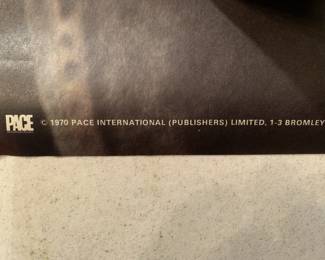 PACE © 1970 PACE INTERNATIONAL (PUBLISHERS) LIMITED, 1-3 BROMLEY